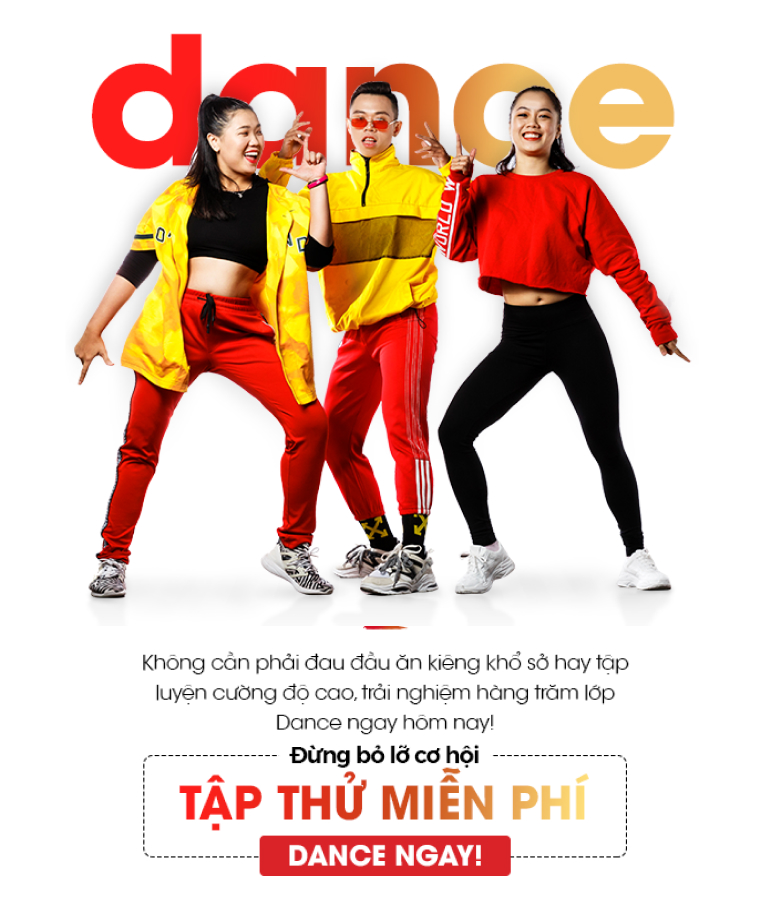 dance
WORLD W
Không cần phải đau đầu ăn kiêng khổ sở hay tập
luyện cường độ cao, trải nghiệm hàng trăm lớp
Dance ngay hôm nay!
Đừng bỏ lỡ cơ hội
TẬP THỬ MIỄN PHÍ
DANCE NGAY!